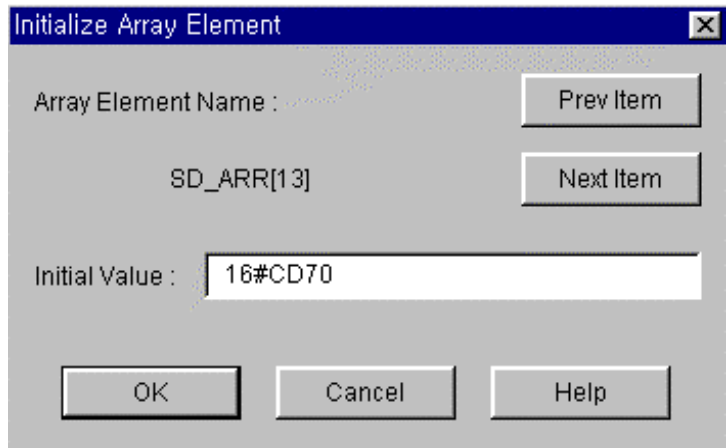 Initialize Array Element
Array Element Name :
Prev Item
SD_ARR[13]
Next Item
Initial Value :
16#CD70
OK
Cancel
Help